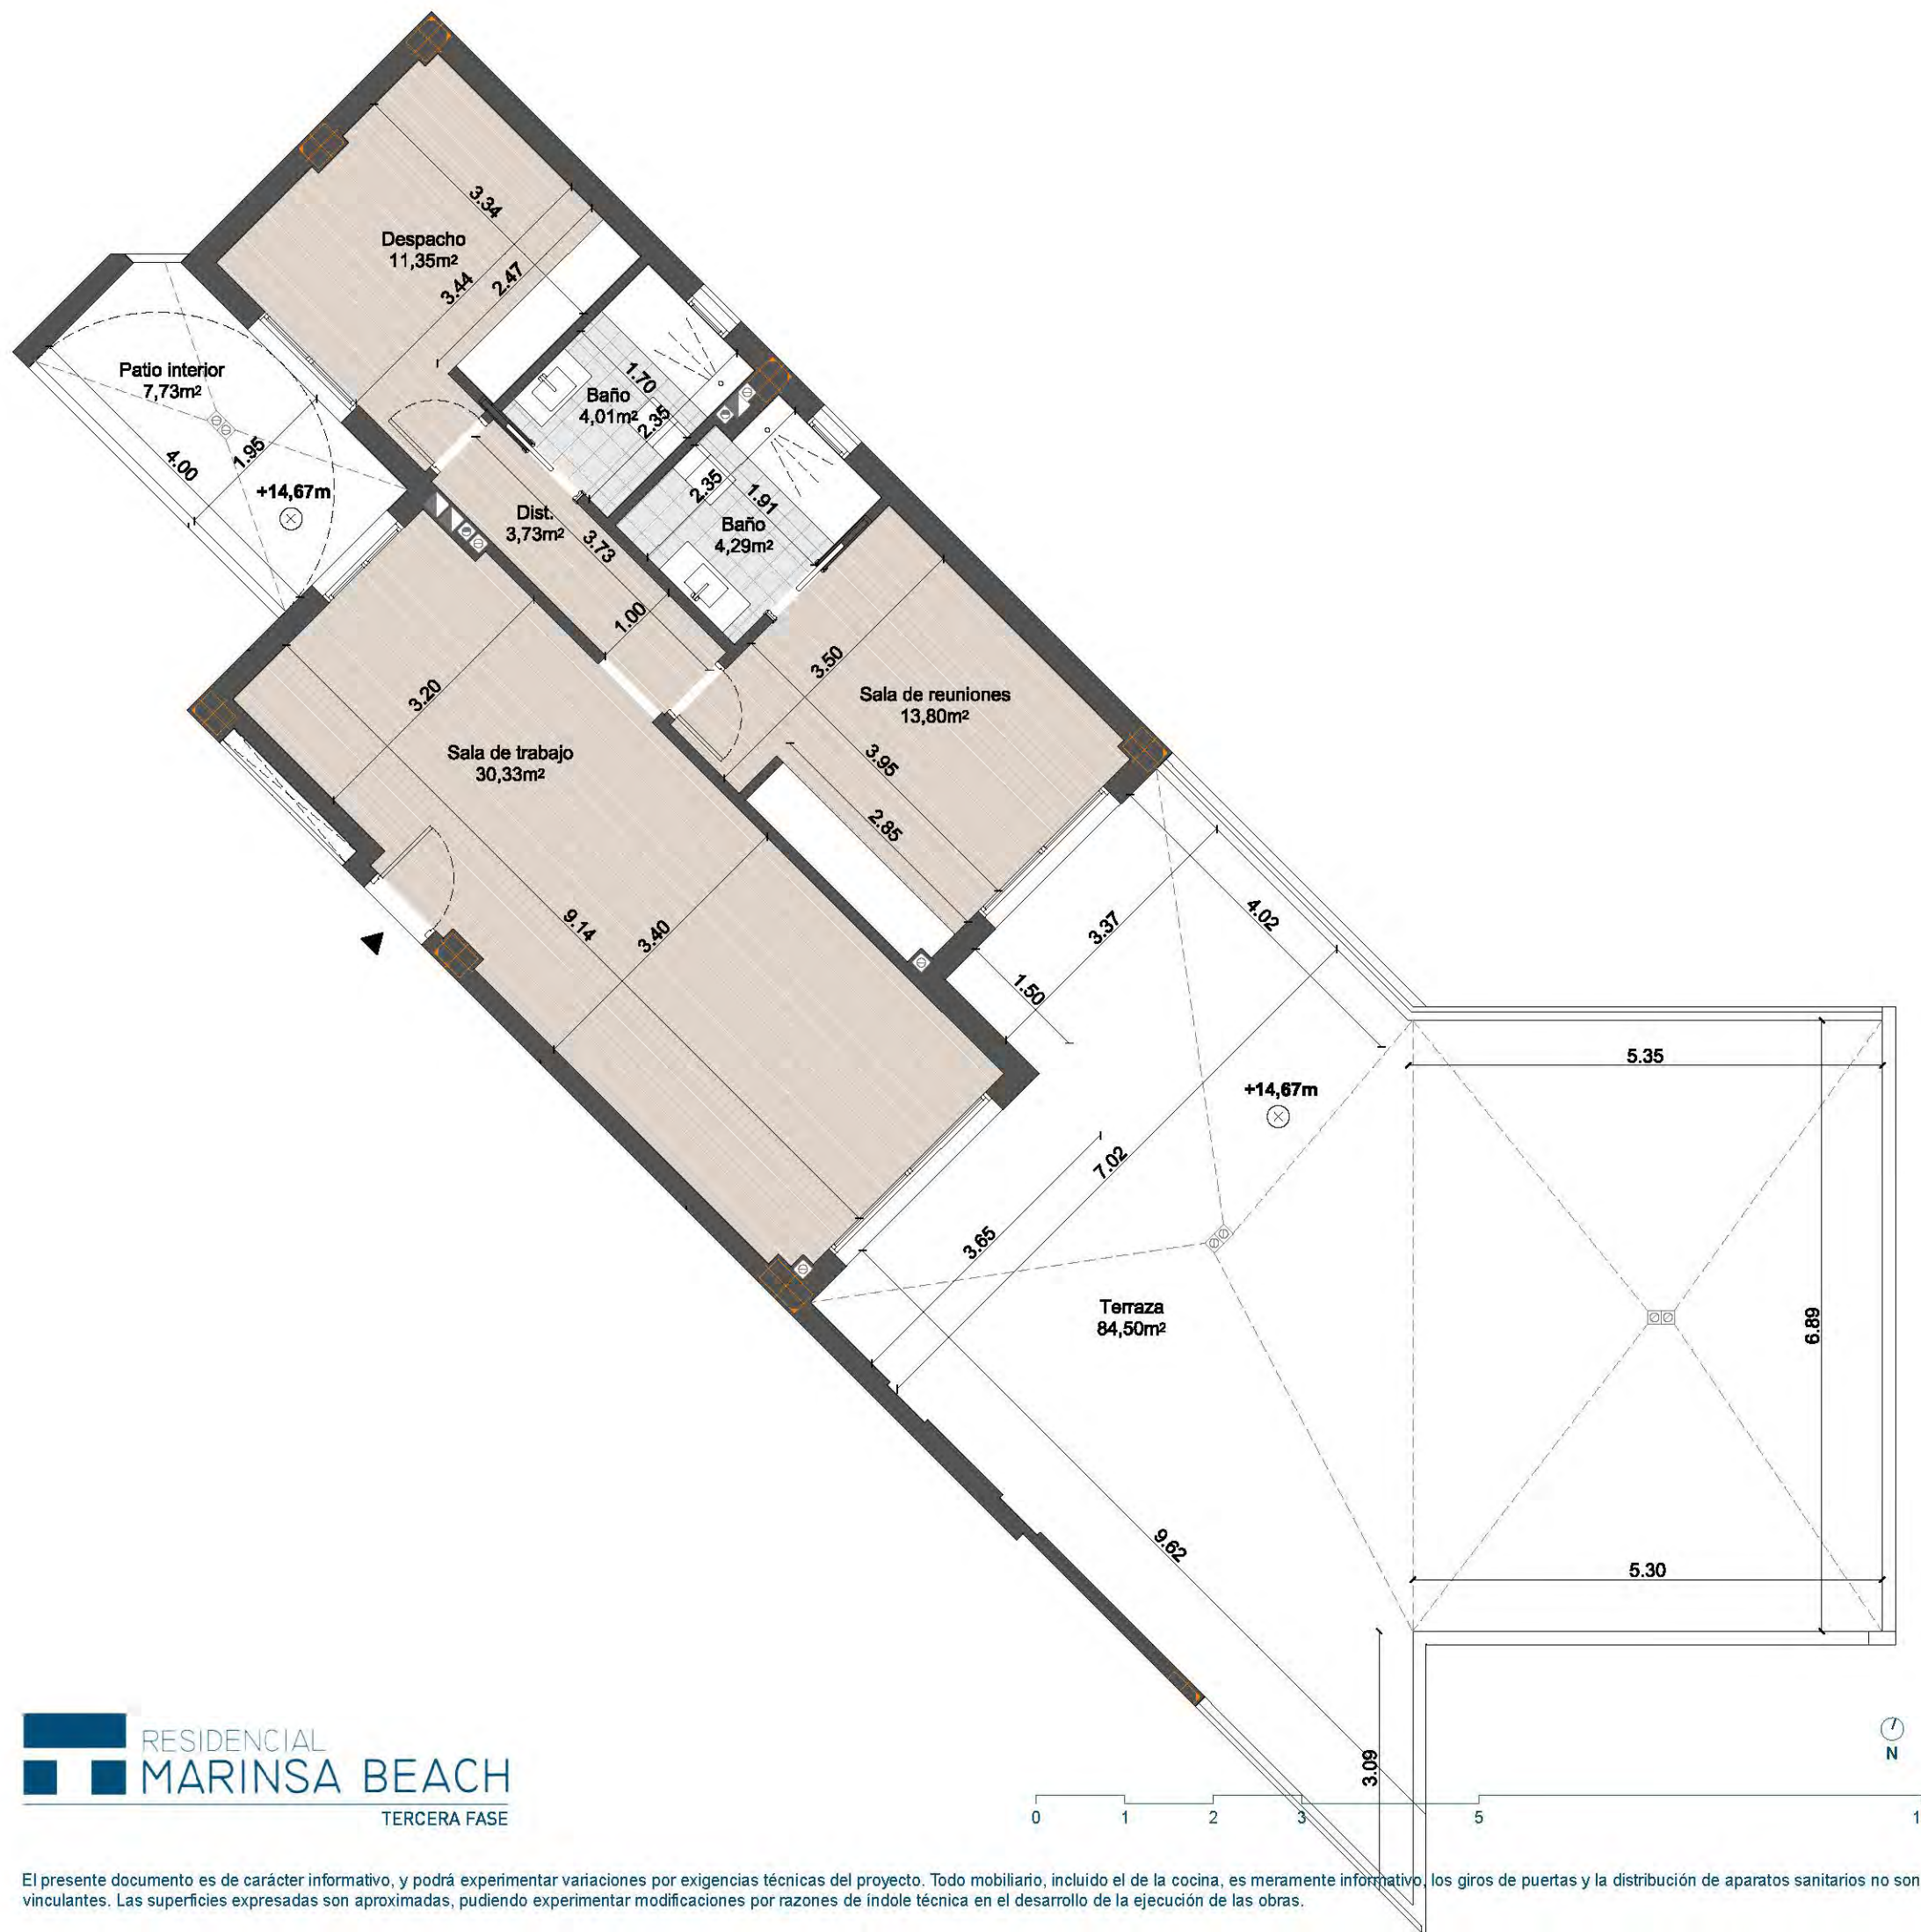 3.34
Despacho
11,35m²
3.44
2.47
Patio interior
7,73m²
4.00
1.95
+14,67m
1.70
Baño
4,01m²
2.35
2.35
1.91
Baño
4,29m²
Dist.
3,73m²
3.73
1.00
3.50
3.20
Sala de reuniones
13,80m²
Sala de trabajo
30,33m²
3.95
2.85
9.14
3.40
3.37
4.02
1.50
5.35
+14,67m
7.02
3.65
Terraza
84,50m²
6.89
9.62
5.30
3.09
N
RESIDENCIAL
MARINSA BEACH
TERCERA FASE
0 1 2 3 5 1
El presente documento es de carácter informativo, y podrá experimentar variaciones por exigencias técnicas del proyecto. Todo mobiliario, incluido el de la cocina, es meramente informativo, los giros de puertas y la distribución de aparatos sanitarios no son
vinculantes. Las superficies expresadas son aproximadas, pudiendo experimentar modificaciones por razones de índole técnica en el desarrollo de la ejecución de las obras.